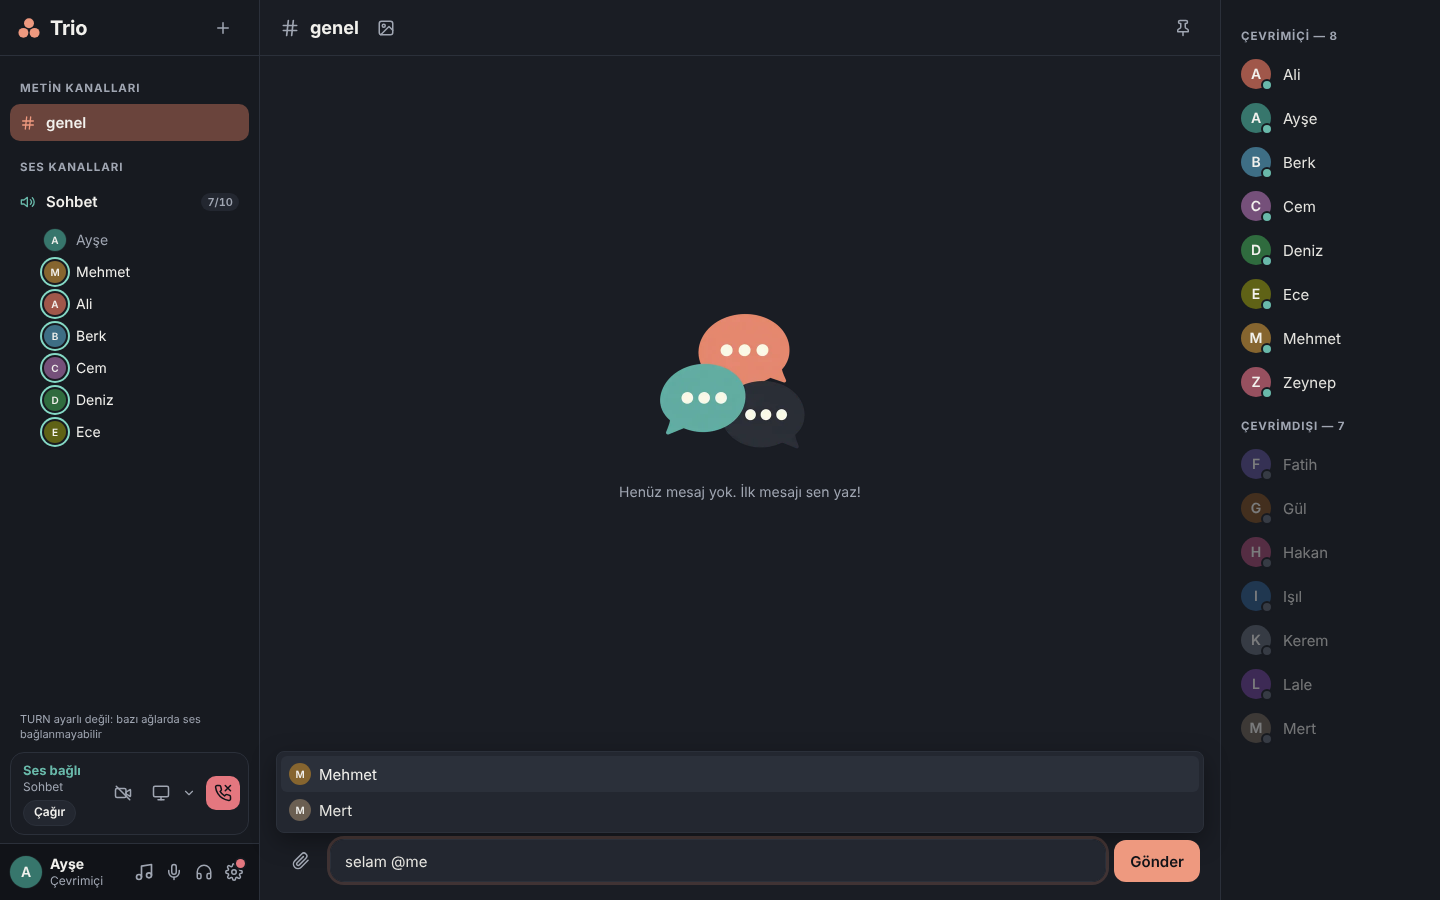 Trio
METİN KANALLARI
genel
SES KANALLARI
Sohbet
7/10
A
Ayşe
M
Mehmet
A
Ali
B
Berk
C
Cem
D
Deniz
E
Ece
TURN ayarlı değil: bazı ağlarda ses
bağlanmayabilir
Ses bağlı
Sohbet
Çağır
A
Ayşe
Çevrimiçi
# genel
Henüz mesaj yok. İlk mesajı sen yaz!
M
Mehmet
M
Mert
selam @me
Gönder
ÇEVRİMİÇİ — 8
A
Ali
A
Ayşe
B
Berk
C
Cem
D
Deniz
E
Ece
M
Mehmet
Z
Zeynep
ÇEVRİMDIŞI — 7
F
Fatih
G
Gül
H
Hakan
I
Işıl
K
Kerem
L
Lale
M
Mert